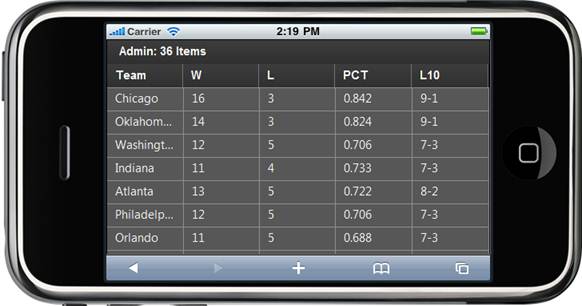 Carrier 2:19 PM
Admin: 36 Items
Team W L PCT L10
Chicago 16 3 0.842 9-1
Oklahom... 14 3 0.824 9-1
Washingt... 12 5 0.706 7-3
Indiana 11 4 0.733 7-3
Atlanta 13 5 0.722 8-2
Philadelp... 12 5 0.706 7-3
Orlando 11 5 0.688 7-3